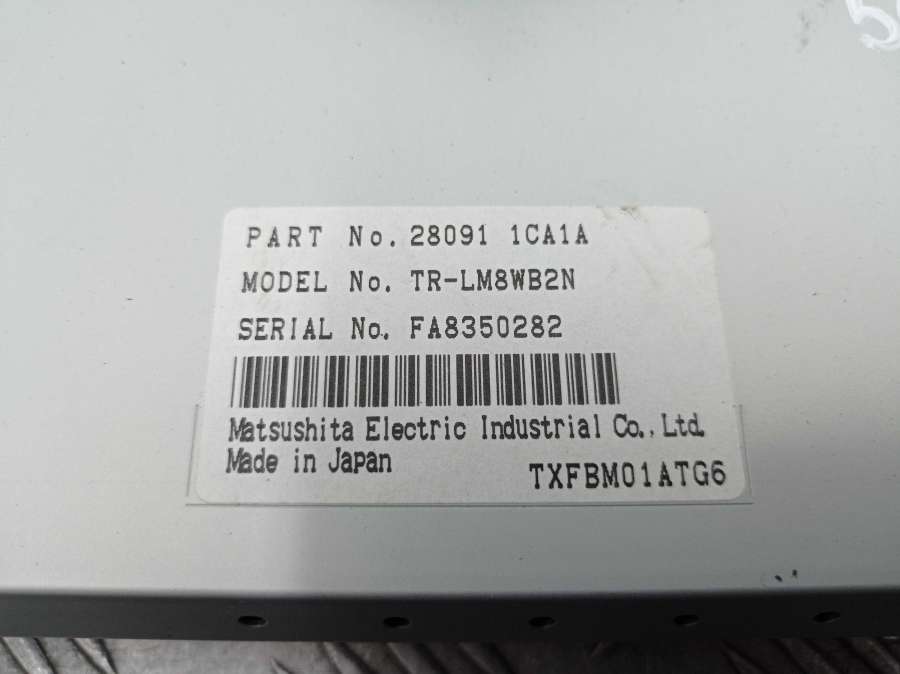 PART No. 28091 1CA1A
MODEL No. TR-LM8WB2N
SERIAL No. FA8350282
Matsushita Electric Industrial Co., Ltd.
Made in Japan
TXFBM01ATG6